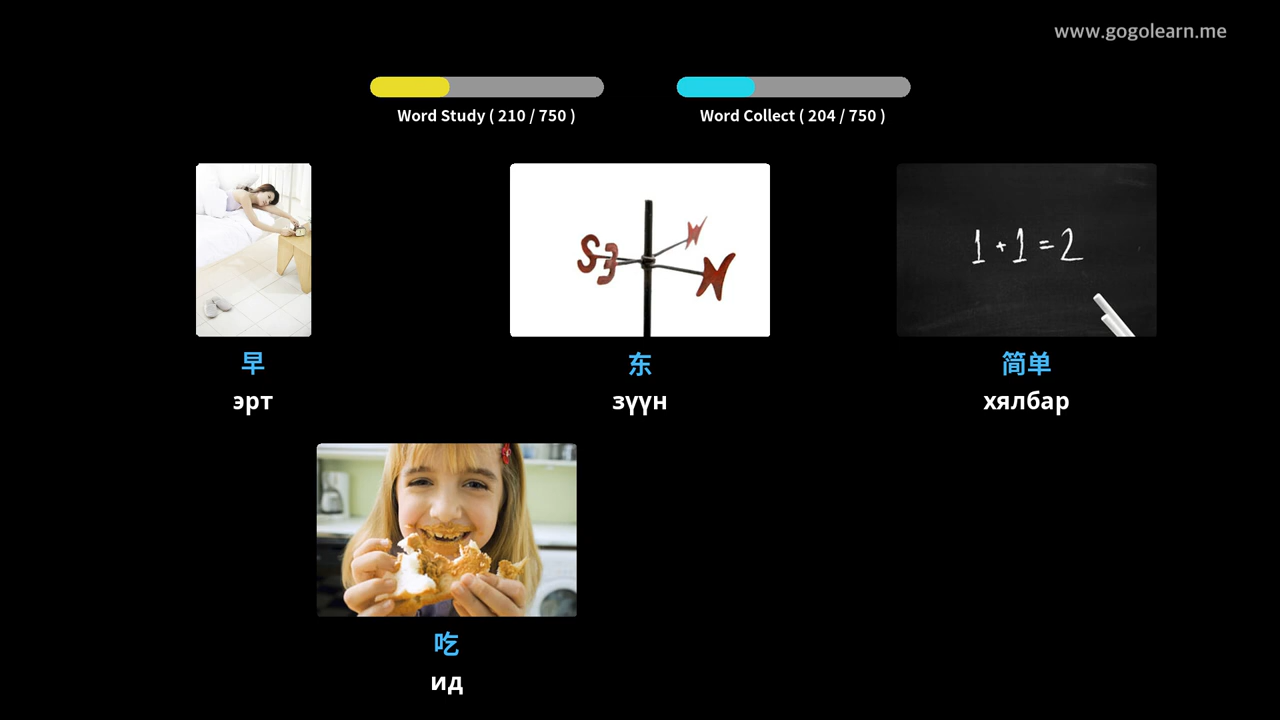 www.gogolearn.me
Word Study ( 210 / 750 )
Word Collect ( 204 / 750 )
S E N N
1 + 1 = 2
早
эрт
东
зүүн
简单
хялбар
吃
ид